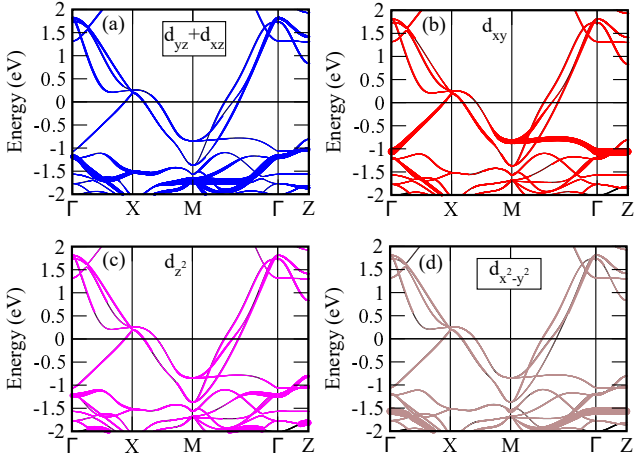 2
1.5
1
0.5
0
-0.5
-1
-1.5
-2
Energy (eV)
(a)
d_yz+d_xz
Γ X M Γ Z
2
1.5
1
0.5
0
-0.5
-1
-1.5
-2
Energy (eV)
(b)
d_xy
Γ X M Γ Z
2
1.5
1
0.5
0
-0.5
-1
-1.5
-2
Energy (eV)
(c)
d_z²
Γ X M Γ Z
2
1.5
1
0.5
0
-0.5
-1
-1.5
-2
Energy (eV)
(d)
d_x²-y²
Γ X M Γ Z